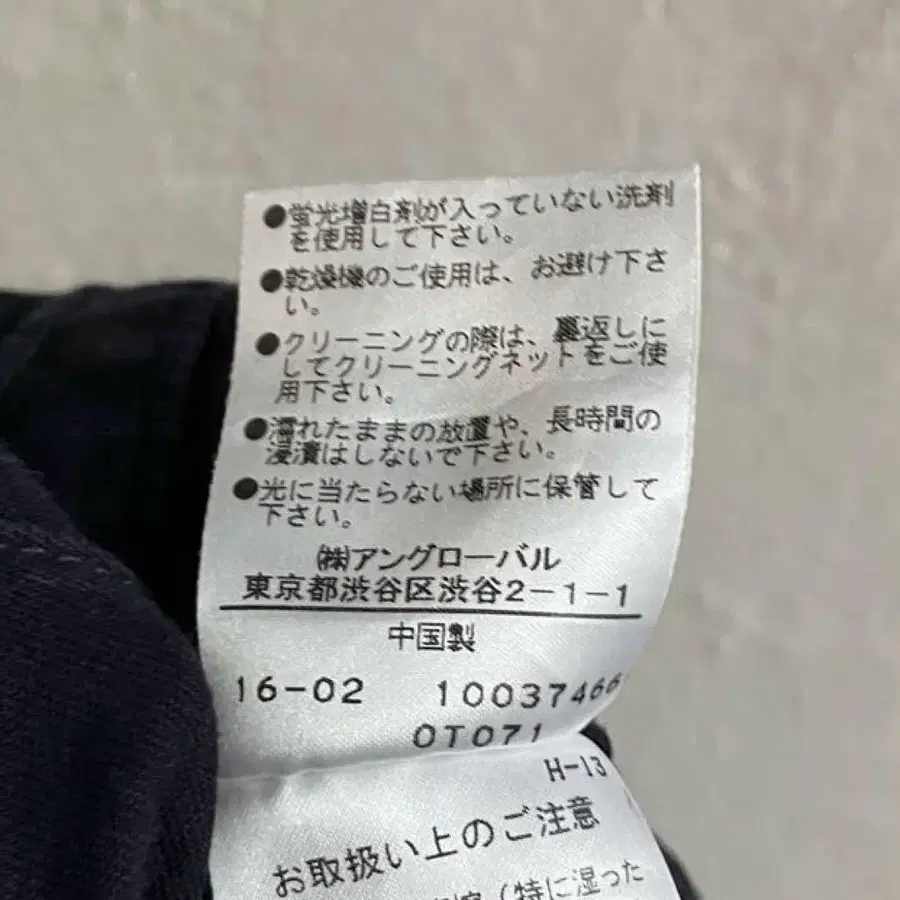 ●蛍光増白剤が入っていない洗剤
を使用して下さい。
●乾燥機のご使用は、お避け下さ
い。
●クリーニングの際は、裏返しに
してクリーニングネットをご使
用下さい。
●濡れたままの放置や、長時間の
浸漬はしないで下さい。
●光に当たらない場所に保管して
下さい。
㈱アングローバル
東京都渋谷区渋谷2-1-1
中国製
16-02 10037466
0T071
H-13
お取扱い上のご注意
(特に湿った